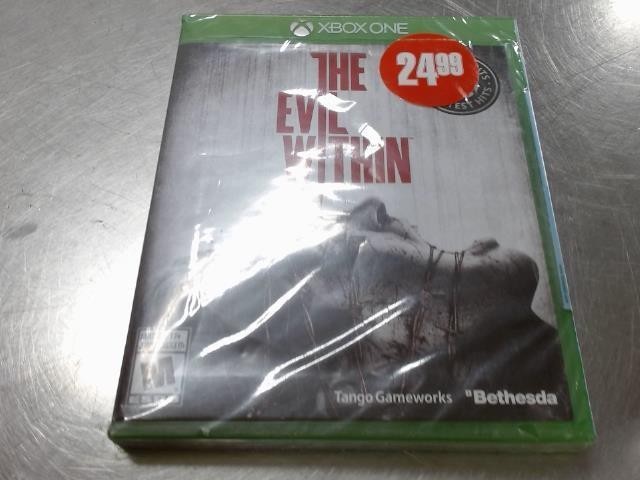 XBOX ONE
24.99
THE
EVIL
WITHIN
M
Tango Gameworks
Bethesda